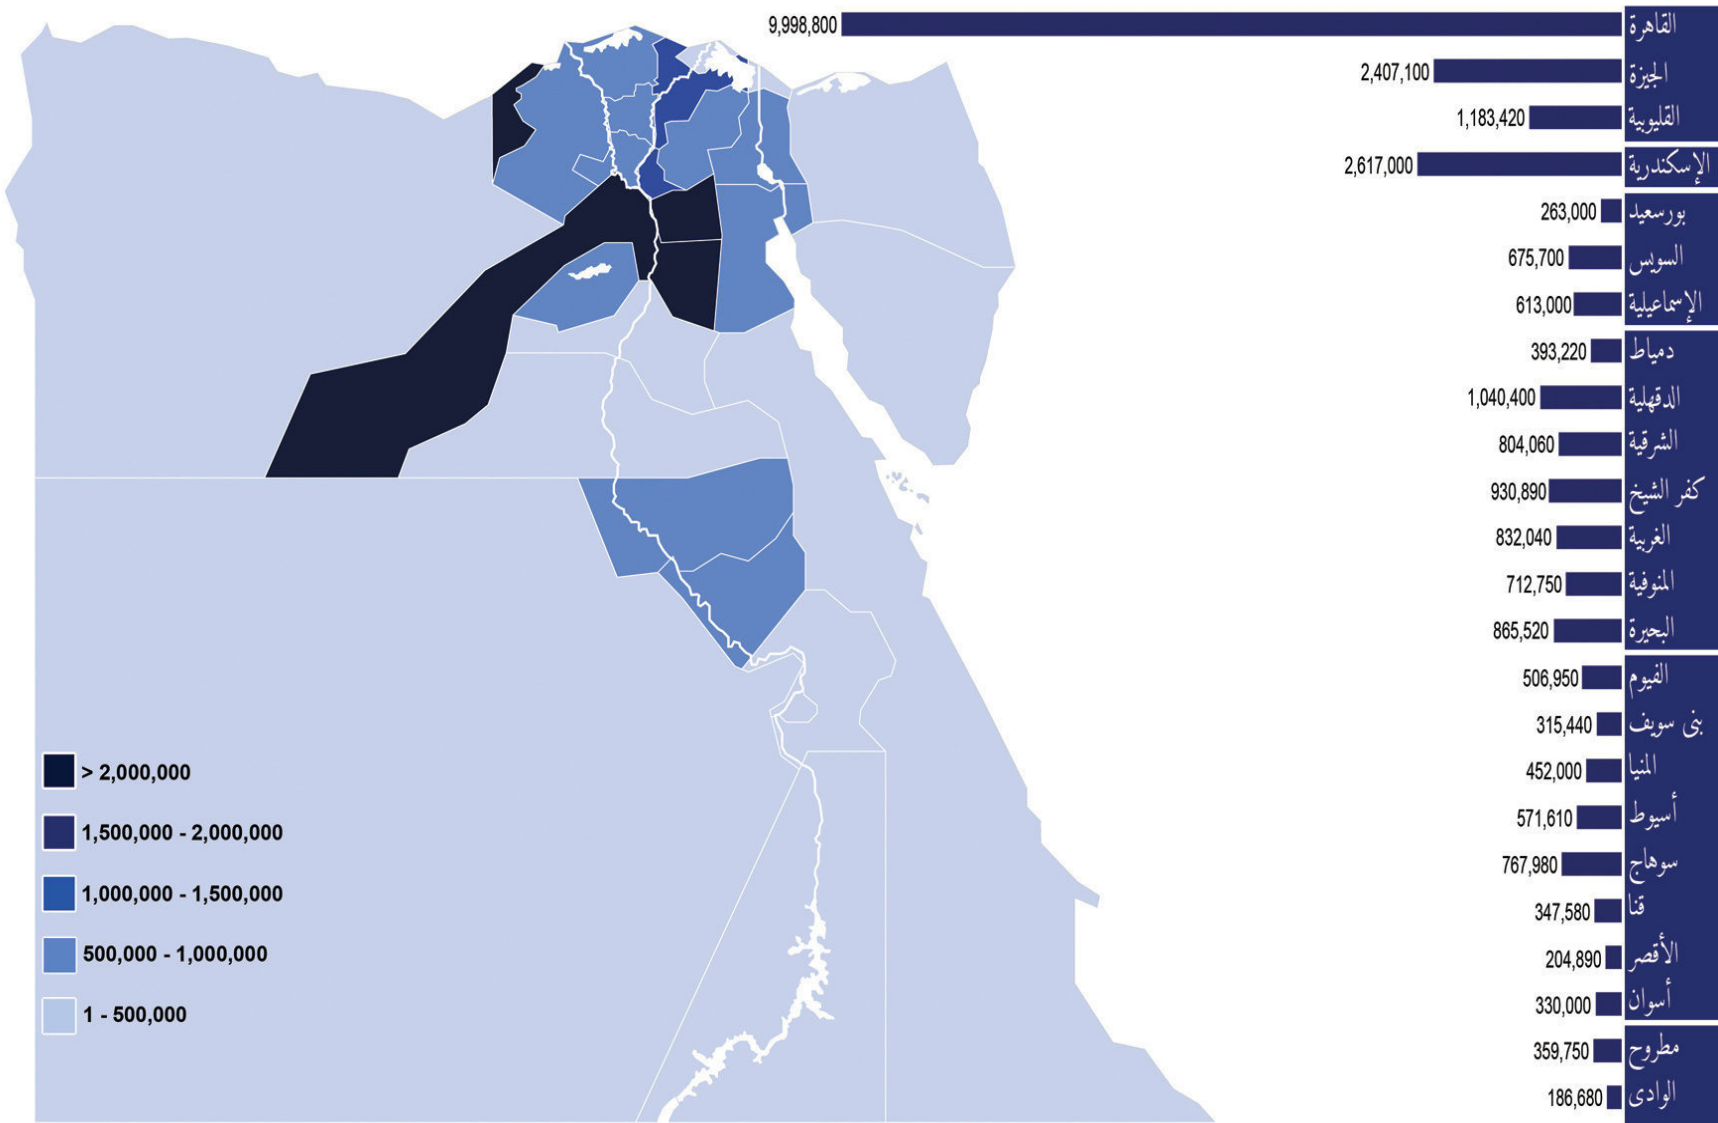 9,998,800 القاهرة
2,407,100 الجيزة
1,183,420 القليوبية
2,617,000 الإسكندرية
263,000 بورسعيد
675,700 السويس
613,000 الإسماعيلية
393,220 دمياط
1,040,400 الدقهلية
804,060 الشرقية
930,890 كفر الشيخ
832,040 الغربية
712,750 المنوفية
865,520 البحيرة
506,950 الفيوم
315,440 بنى سويف
452,000 المنيا
571,610 أسيوط
767,980 سوهاج
347,580 قنا
204,890 الأقصر
330,000 أسوان
359,750 مطروح
186,680 الوادى
> 2,000,000
1,500,000 - 2,000,000
1,000,000 - 1,500,000
500,000 - 1,000,000
1 - 500,000